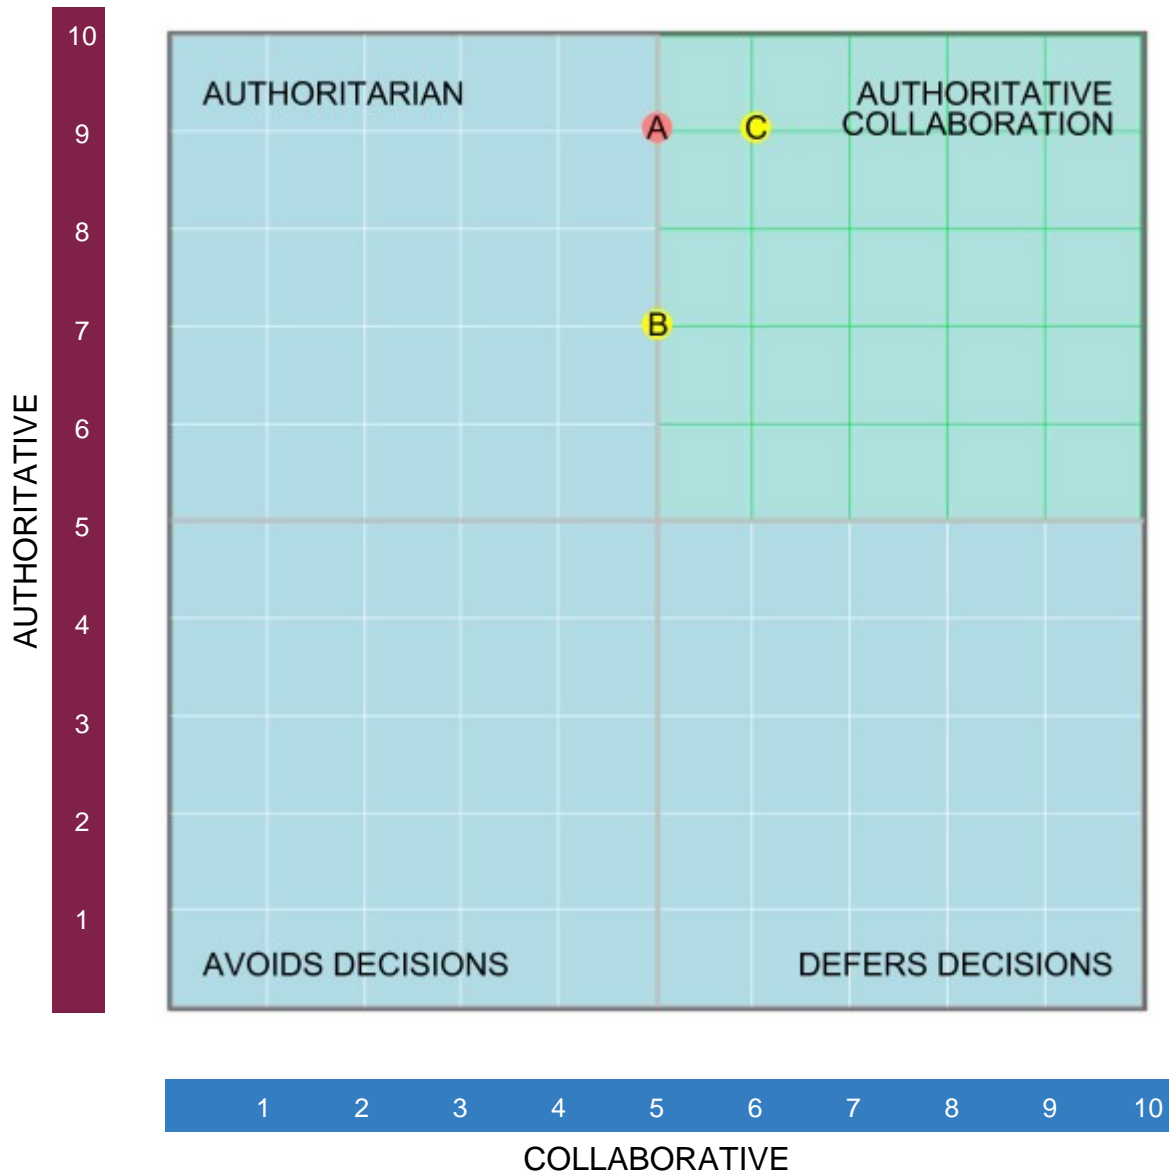 10
AUTHORITARIAN
AUTHORITATIVE
COLLABORATION
9
A
C
8
7
B
6
5
4
3
2
1
AUTHORITATIVE
AVOIDS DECISIONS
DEFERS DECISIONS
1 2 3 4 5 6 7 8 9 10
COLLABORATIVE